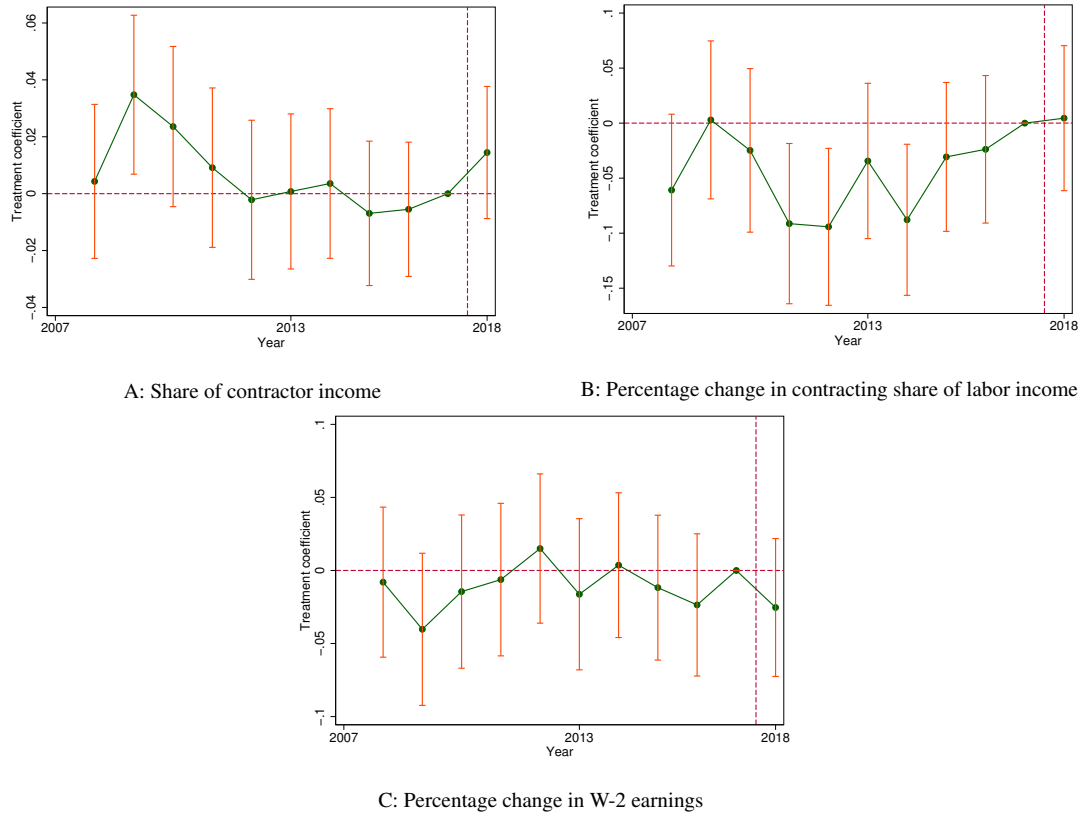 .06
.04
.02
0
-.02
-.04
Treatment coefficient
2007
2013
2018
Year
A: Share of contractor income
.1
.05
0
-.05
-.1
-.15
Treatment coefficient
2007
2013
2018
Year
B: Percentage change in contracting share of labor income
.1
.05
0
-.05
-.1
Treatment coefficient
2007
2013
2018
Year
C: Percentage change in W-2 earnings